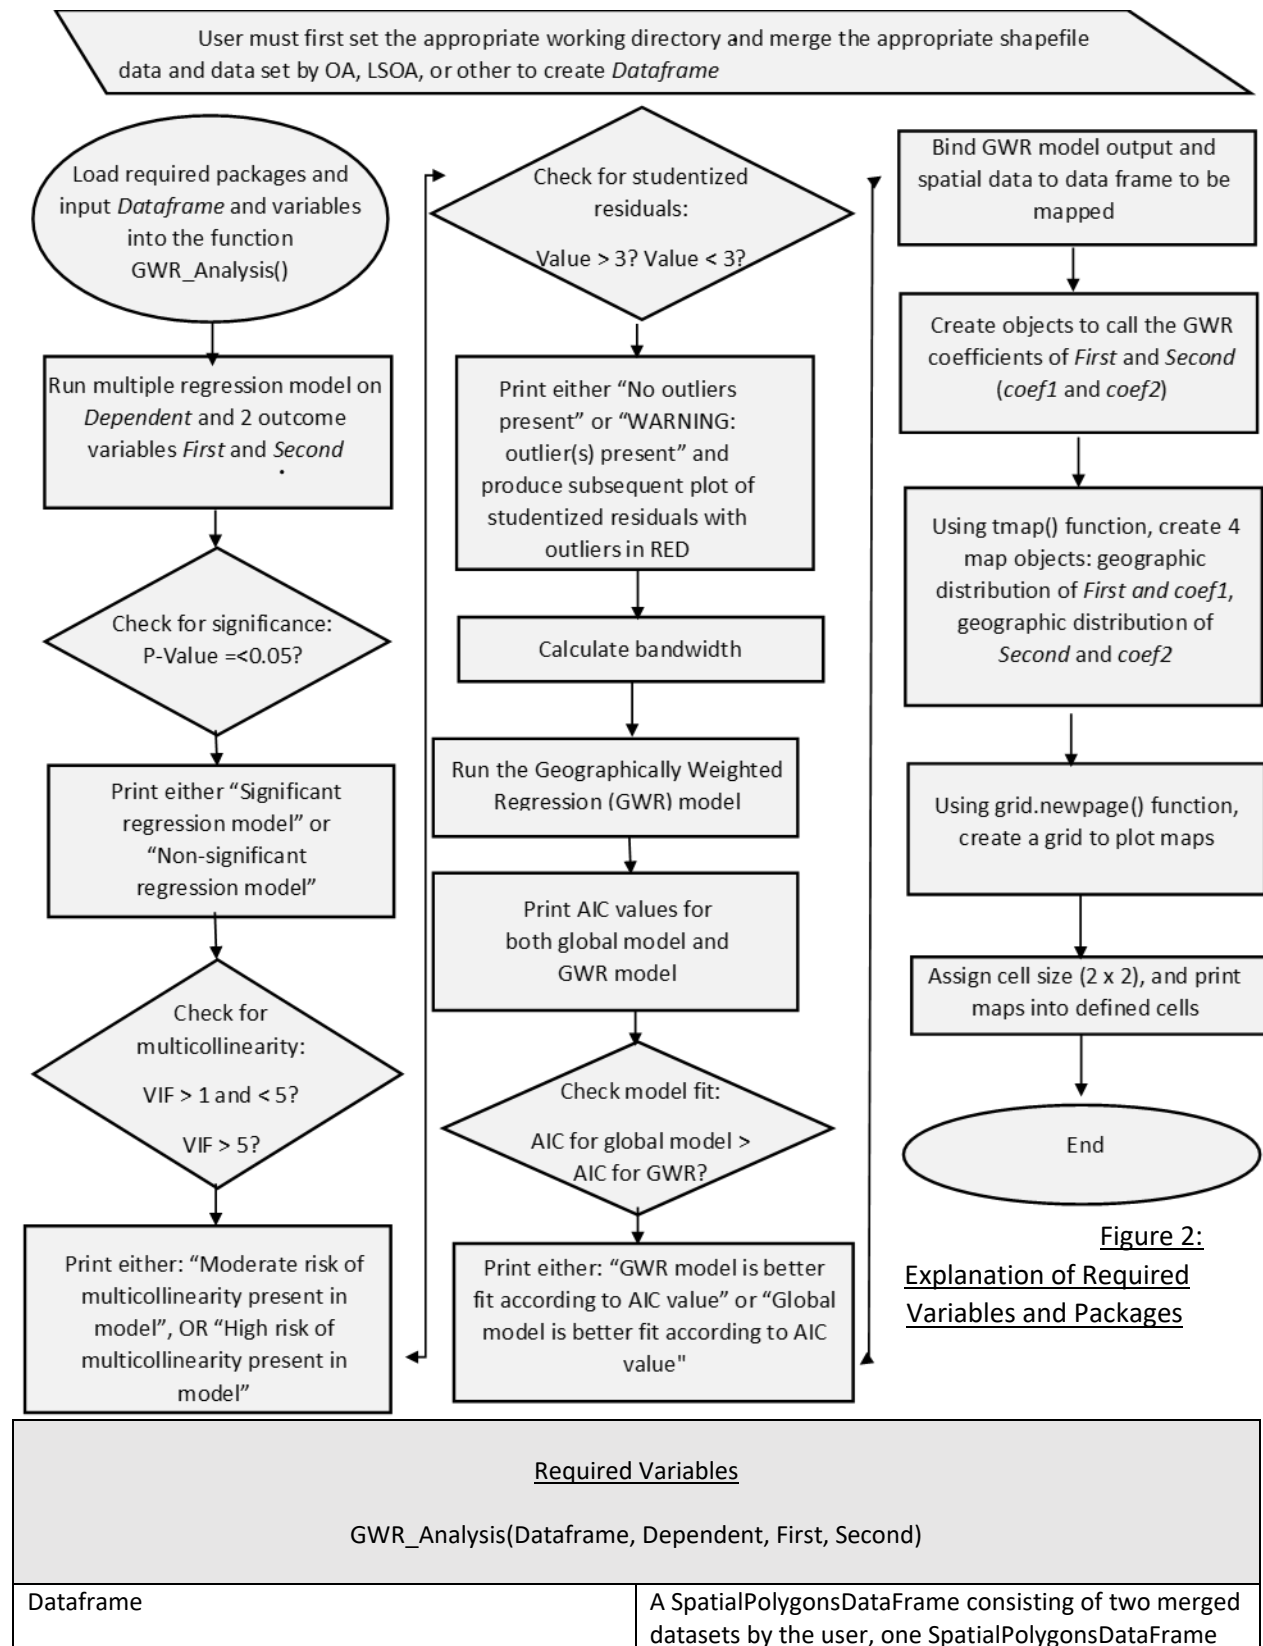 User must first set the appropriate working directory and merge the appropriate shapefile
data and data set by OA, LSOA, or other to create Dataframe
Load required packages and
input Dataframe and variables
into the function
GWR_Analysis()
Run multiple regression model on
Dependent and 2 outcome
variables First and Second
Check for significance:
P-Value =<0.05?
Print either “Significant
regression model” or
“Non-significant
regression model”
Check for
multicollinearity:
VIF > 1 and < 5?
VIF > 5?
Print either: “Moderate risk of
multicollinearity present in
model”, OR “High risk of
multicollinearity present in
model”
Check for studentized
residuals:
Value > 3? Value < 3?
Print either “No outliers
present” or “WARNING:
outlier(s) present” and
produce subsequent plot of
studentized residuals with
outliers in RED
Calculate bandwidth
Run the Geographically Weighted
Regression (GWR) model
Print AIC values for
both global model and
GWR model
Check model fit:
AIC for global model >
AIC for GWR?
Print either: “GWR model is better
fit according to AIC value” or “Global
model is better fit according to AIC
value"
Bind GWR model output and
spatial data to data frame to be
mapped
Create objects to call the GWR
coefficients of First and Second
(coef1 and coef2)
Using tmap() function, create 4
map objects: geographic
distribution of First and coef1,
geographic distribution of
Second and coef2
Using grid.newpage() function,
create a grid to plot maps
Assign cell size (2 x 2), and print
maps into defined cells
End
Figure 2:
Explanation of Required
Variables and Packages
Required Variables
GWR_Analysis(Dataframe, Dependent, First, Second)
Dataframe
A SpatialPolygonsDataFrame consisting of two merged
datasets by the user, one SpatialPolygonsDataFrame